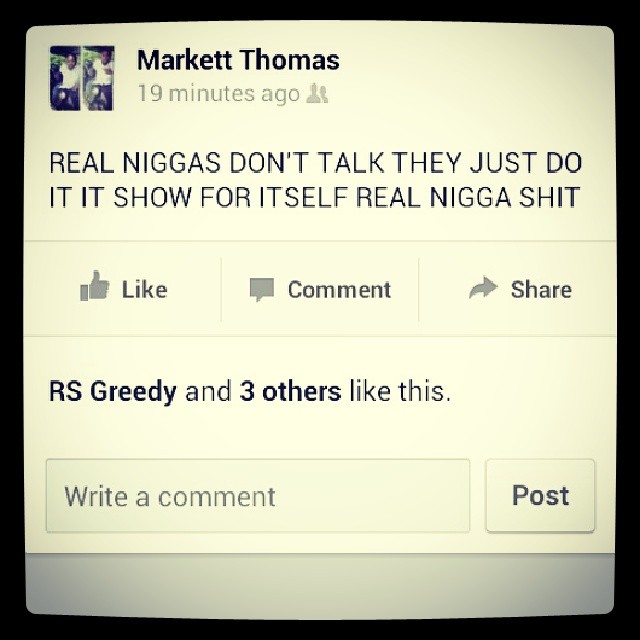 Markett Thomas
19 minutes ago
REAL NIGGAS DON'T TALK THEY JUST DO
IT IT SHOW FOR ITSELF REAL NIGGA SHIT
Like
Comment
Share
RS Greedy and 3 others like this.
Write a comment
Post